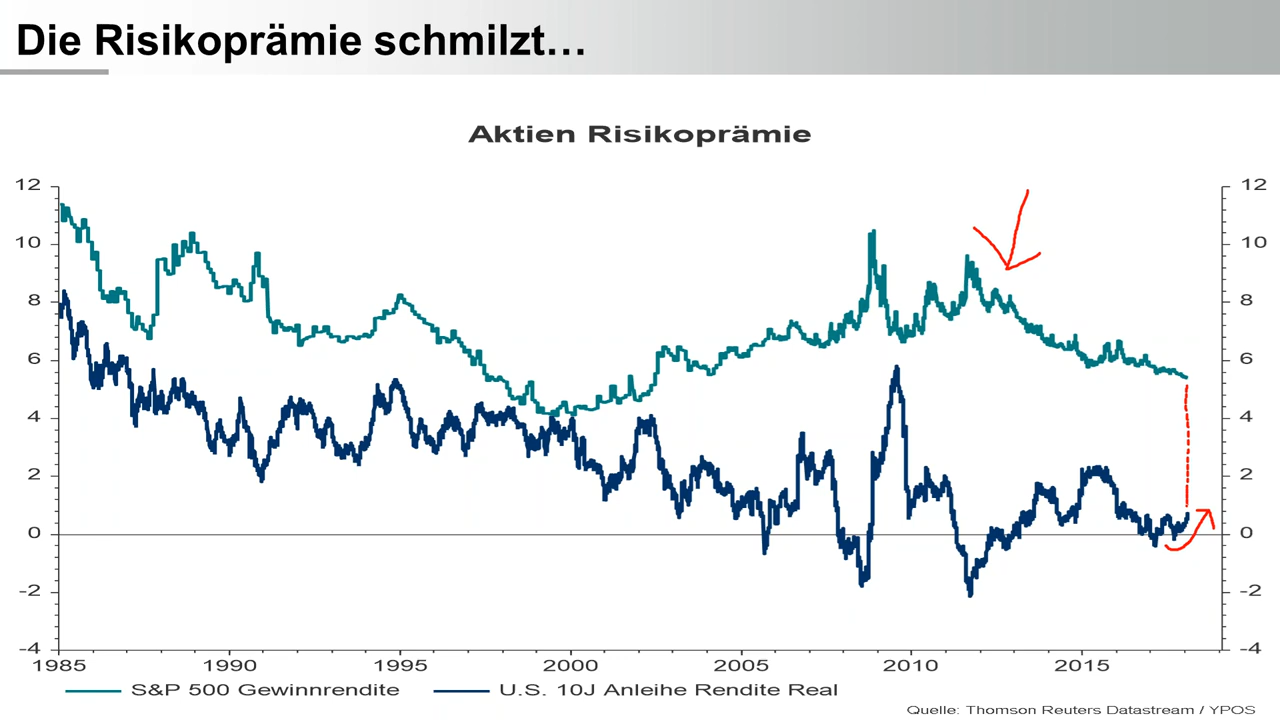 Die Risikoprämie schmilzt...
Aktien Risikoprämie
12 12
10 10
8 8
6 6
4 4
2 2
0 0
-2 -2
-4 -4
1985 1990 1995 2000 2005 2010 2015
S&P 500 Gewinnrendite U.S. 10J Anleihe Rendite Real
Quelle: Thomson Reuters Datastream / YPOS